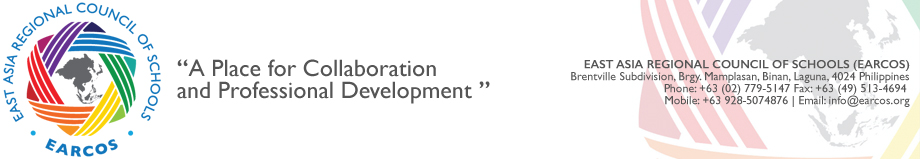 EAST ASIA REGIONAL COUNCIL OF SCHOOLS
• EARCOS •
“A Place for Collaboration
and Professional Development ”
EAST ASIA REGIONAL COUNCIL OF SCHOOLS (EARCOS)
Brentville Subdivision, Brgy. Mamplasan, Binan, Laguna, 4024 Philippines
Phone: +63 (02) 779-5147 Fax: +63 (49) 513-4694
Mobile: +63 928-5074876 | Email: info@earcos.org